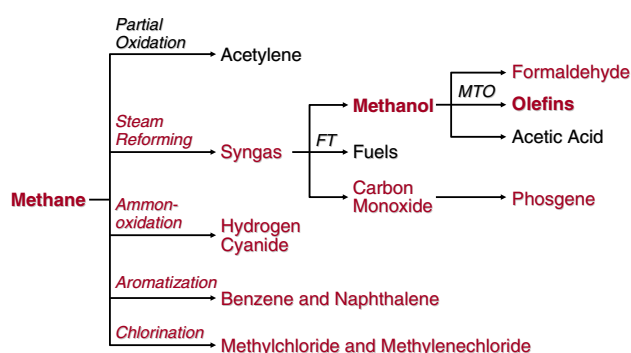 Partial
Oxidation
Acetylene
Formaldehyde
MTO
Methanol
Olefins
Steam
Reforming
Syngas
FT
Fuels
Acetic Acid
Methane
Ammon-
oxidation
Carbon
Monoxide
Phosgene
Hydrogen
Cyanide
Aromatization
Benzene and Naphthalene
Chlorination
Methylchloride and Methylenechloride